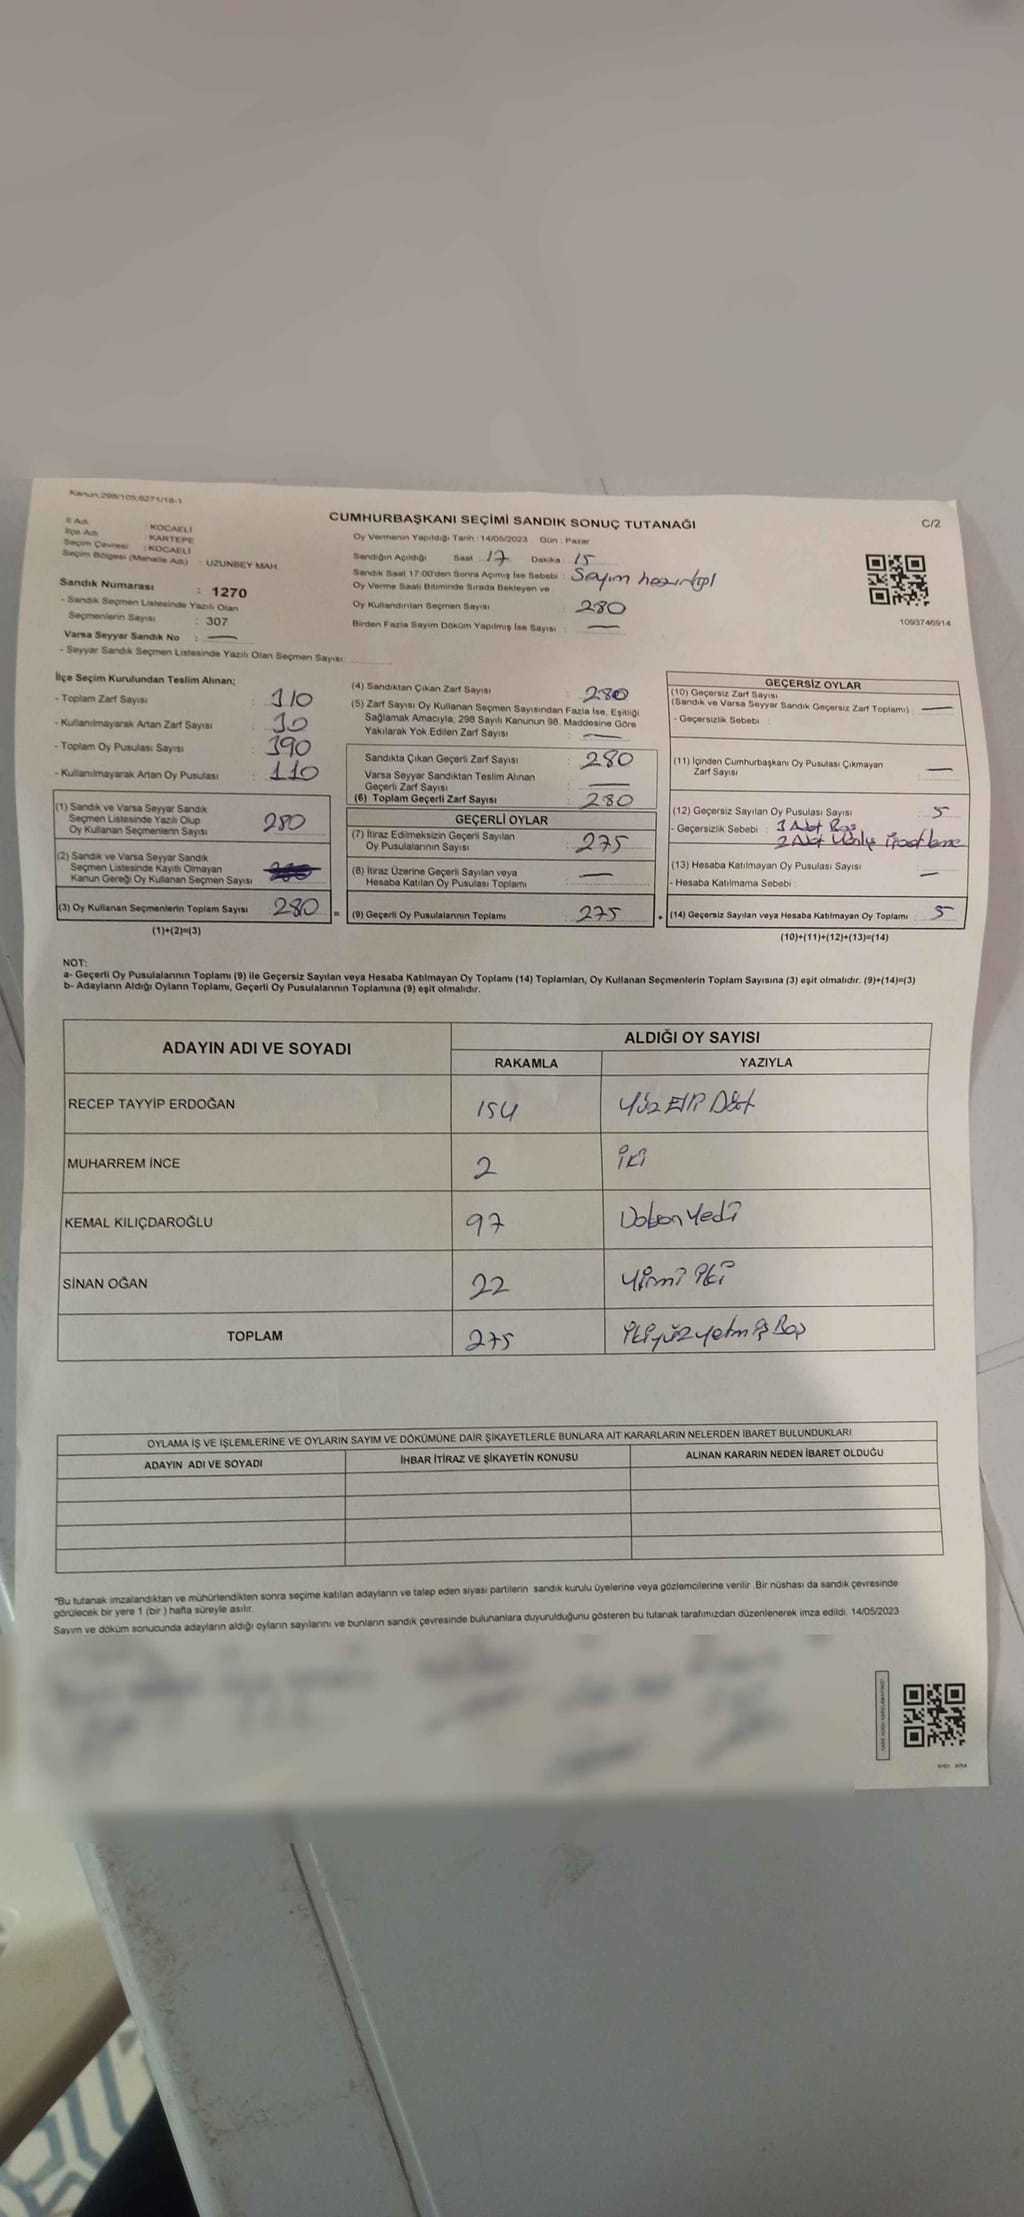 Kanun,298/105,6271/18-1
C/2
CUMHURBAŞKANI SEÇİMİ SANDIK SONUÇ TUTANAĞI
İl Adı : KOCAELİ
İlçe Adı : KARTEPE
Seçim Çevresi : KOCAELİ
Seçim Bölgesi (Mahalle Adı) : UZUNBEY MAH.
Sandık Numarası : 1270
- Sandık Seçmen Listesinde Yazılı Olan
Seçmenlerin Sayısı : 307
Varsa Seyyar Sandık No : —
- Seyyar Sandık Seçmen Listesinde Yazılı Olan Seçmen Sayısı:
Oy Vermenin Yapıldığı Tarih : 14/05/2023 Gün : Pazar
Sandığın Açıldığı Saat : 17 Dakika : 15
Sandık Saat 17:00'den Sonra Açılmış İse Sebebi : Sayım
Oy Verme Saati Bitiminde Sırada Bekleyen ve
Oy Kullandırılan Seçmen Sayısı : 280
Birden Fazla Sayım Döküm Yapılmış İse Sayısı : —
1093746914
İlçe Seçim Kurulundan Teslim Alınan;
- Toplam Zarf Sayısı : 310
- Kullanılmayarak Artan Zarf Sayısı : 30
- Toplam Oy Pusulası Sayısı : 390
- Kullanılmayarak Artan Oy Pusulası : 110
(1) Sandık ve Varsa Seyyar Sandık
Seçmen Listesinde Yazılı Olup
Oy Kullanan Seçmenlerin Sayısı : 280
(2) Sandık ve Varsa Seyyar Sandık
Seçmen Listesinde Kayıtlı Olmayan
Kanun Gereği Oy Kullanan Seçmen Sayısı
(3) Oy Kullanan Seçmenlerin Toplam Sayısı : 280 =
(1)+(2)=(3)
(4) Sandıktan Çıkan Zarf Sayısı : 280
(5) Zarf Sayısı Oy Kullanan Seçmen Sayısından Fazla İse, Eşitliği
Sağlamak Amacıyla; 298 Sayılı Kanunun 98. Maddesine Göre
Yakılarak Yok Edilen Zarf Sayısı : —
Sandıkta Çıkan Geçerli Zarf Sayısı : 280
Varsa Seyyar Sandıktan Teslim Alınan
Geçerli Zarf Sayısı : —
(6) Toplam Geçerli Zarf Sayısı : 280
GEÇERLİ OYLAR
(7) İtiraz Edilmeksizin Geçerli Sayılan
Oy Pusulalarının Sayısı : 275
(8) İtiraz Üzerine Geçerli Sayılan veya
Hesaba Katılan Oy Pusulası Toplamı : —
(9) Geçerli Oy Pusulalarının Toplamı : 275 +
GEÇERSİZ OYLAR
(10) Geçersiz Zarf Sayısı
(Sandık ve Varsa Seyyar Sandık Geçersiz Zarf Toplamı) : —
- Geçersizlik Sebebi :
(11) İçinden Cumhurbaşkanı Oy Pusulası Çıkmayan
Zarf Sayısı : —
(12) Geçersiz Sayılan Oy Pusulası Sayısı : 5
- Geçersizlik Sebebi : 3 Adet Boş
2 Adet
(13) Hesaba Katılmayan Oy Pusulası Sayısı : —
- Hesaba Katılmama Sebebi :
(14) Geçersiz Sayılan veya Hesaba Katılmayan Oy Toplamı : 5
(10)+(11)+(12)+(13)=(14)
NOT:
a- Geçerli Oy Pusulalarının Toplamı (9) ile Geçersiz Sayılan veya Hesaba Katılmayan Oy Toplamı (14) Toplamları, Oy Kullanan Seçmenlerin Toplam Sayısına (3) eşit olmalıdır. (9)+(14)=(3)
b- Adayların Aldığı Oyların Toplamı, Geçerli Oy Pusulalarının Toplamına (9) eşit olmalıdır.
ADAYIN ADI VE SOYADI
ALDIĞI OY SAYISI
RAKAMLA YAZIYLA
RECEP TAYYİP ERDOĞAN 154 Yüz Elli Dört
MUHARREM İNCE 2 iki
KEMAL KILIÇDAROĞLU 97 Doksan Yedi
SİNAN OĞAN 22 Yirmi iki
TOPLAM 275 ikiyüz yetmiş Beş
OYLAMA İŞ VE İŞLEMLERİNE VE OYLARIN SAYIM VE DÖKÜMÜNE DAİR ŞİKAYETLERLE BUNLARA AİT KARARLARIN NELERDEN İBARET BULUNDUKLARI
ADAYIN ADI VE SOYADI İHBAR İTİRAZ VE ŞİKAYETİN KONUSU ALINAN KARARIN NEDEN İBARET OLDUĞU
*Bu tutanak imzalandıktan ve mühürlendikten sonra seçime katılan adayların ve talep eden siyasi partilerin sandık kurulu üyelerine veya gözlemcilerine verilir .Bir nüshası da sandık çevresinde
görülecek bir yere 1 (bir ) hafta süreyle asılır.
Sayım ve döküm sonucunda adayların aldığı oyların sayılarını ve bunların sandık çevresinde bulunanlara duyurulduğunu gösteren bu tutanak tarafımızdan düzenlenerek imza edildi. 14/05/2023